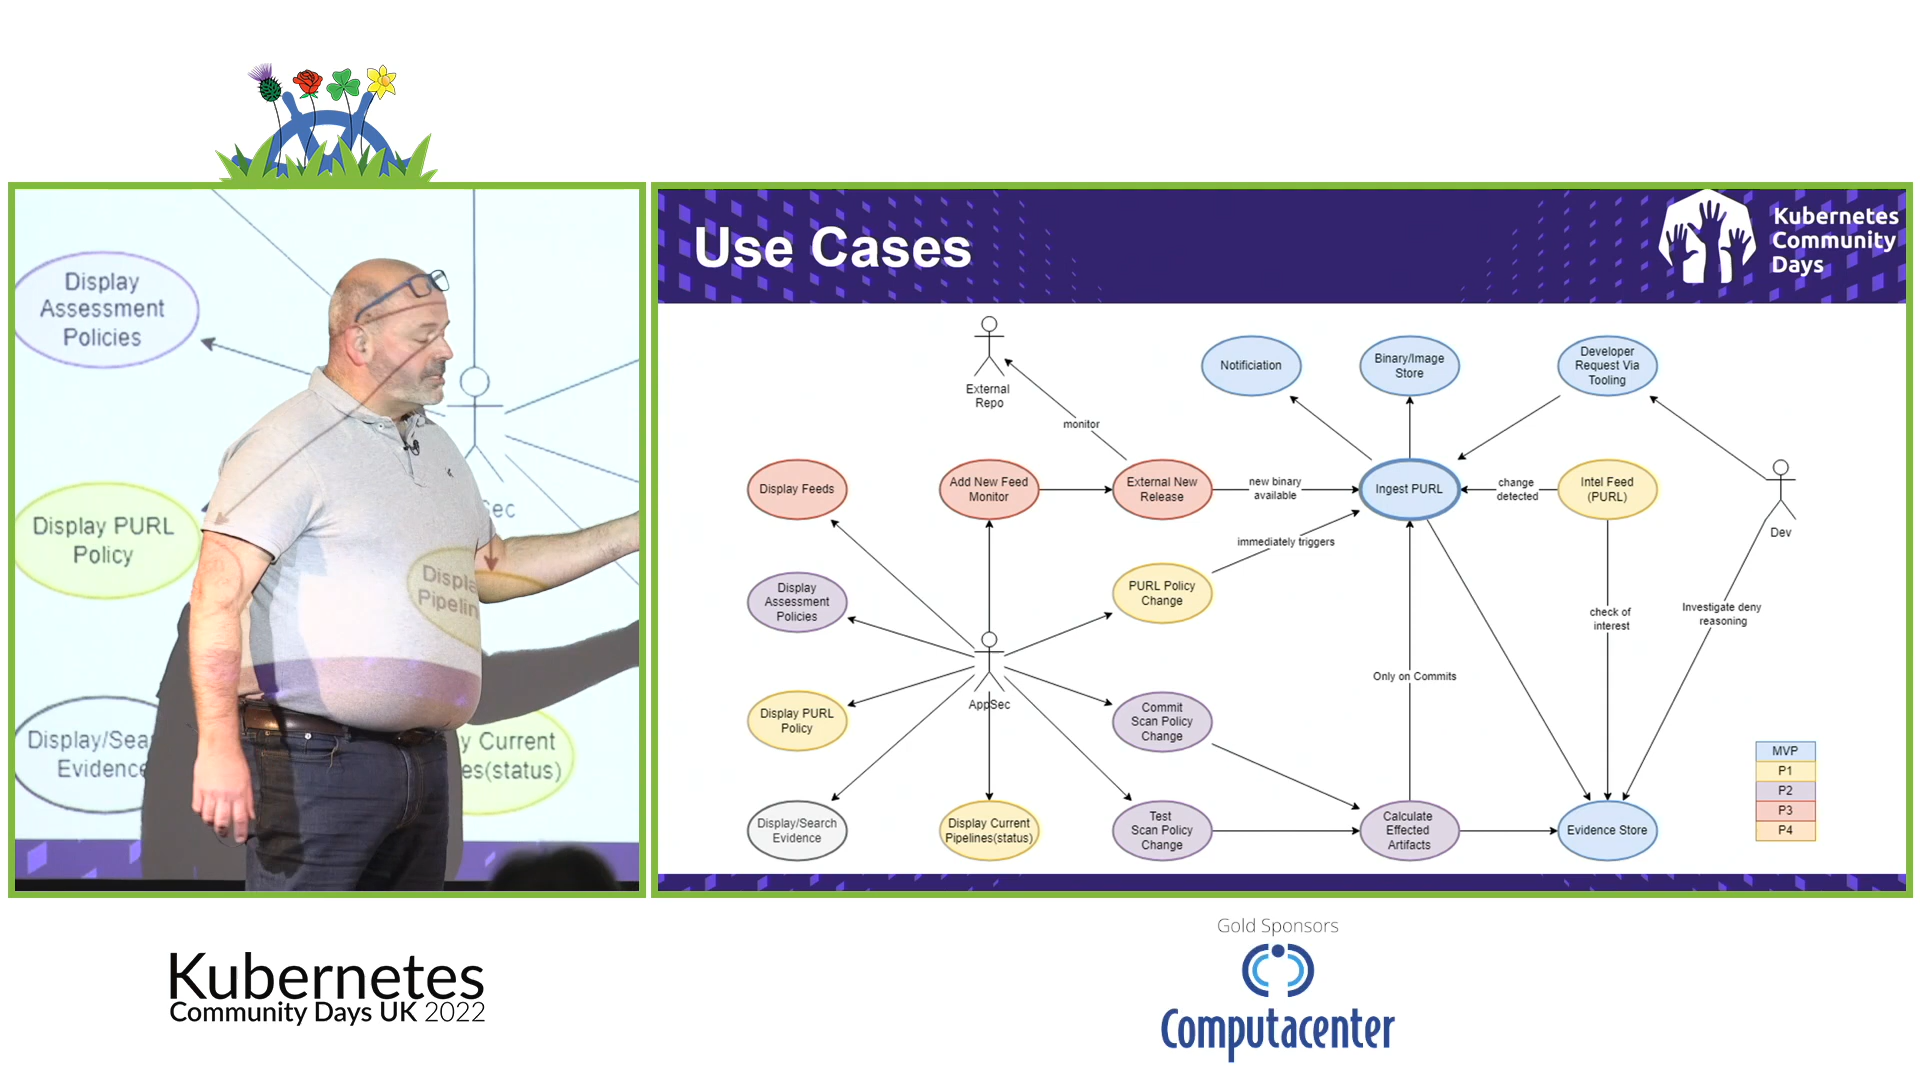 Display
Assessment
Policies
Display PURL
Policy
Display/Sea
Evidence
Sec
Displa
Pipelin
y Current
es(status)
Use Cases
Kubernetes
Community
Days
External
Repo
Notificiation
Binary/Image
Store
Developer
Request Via
Tooling
monitor
Display Feeds
Add New Feed
Monitor
External New
Release
new binary
available
Ingest PURL
change
detected
Intel Feed
(PURL)
Dev
immediately triggers
Display
Assessment
Policies
PURL Policy
Change
check of
interest
Investigate deny
reasoning
Only on Commits
AppSec
Display PURL
Policy
Commit
Scan Policy
Change
MVP
P1
P2
P3
P4
Display/Search
Evidence
Display Current
Pipelines(status)
Test
Scan Policy
Change
Calculate
Effected
Artifacts
Evidence Store
Kubernetes
Community Days UK 2022
Gold Sponsors
Computacenter